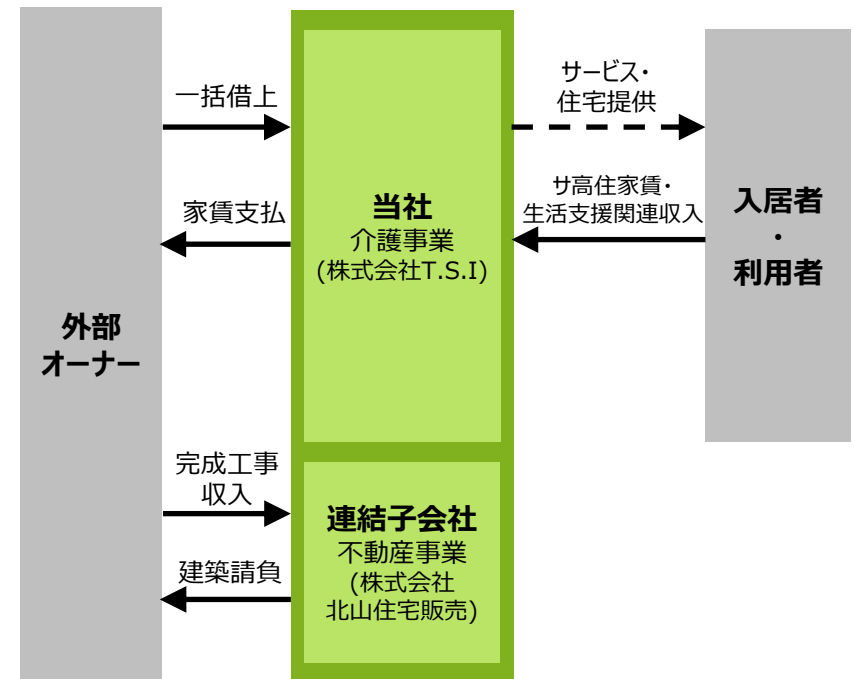 外部
オーナー
一括借上
家賃支払
完成工事
収入
建築請負
当社
介護事業
(株式会社T.S.I)
連結子会社
不動産事業
(株式会社
北山住宅販売)
サービス・
住宅提供
サ高住家賃・
生活支援関連収入
入居者
・
利用者